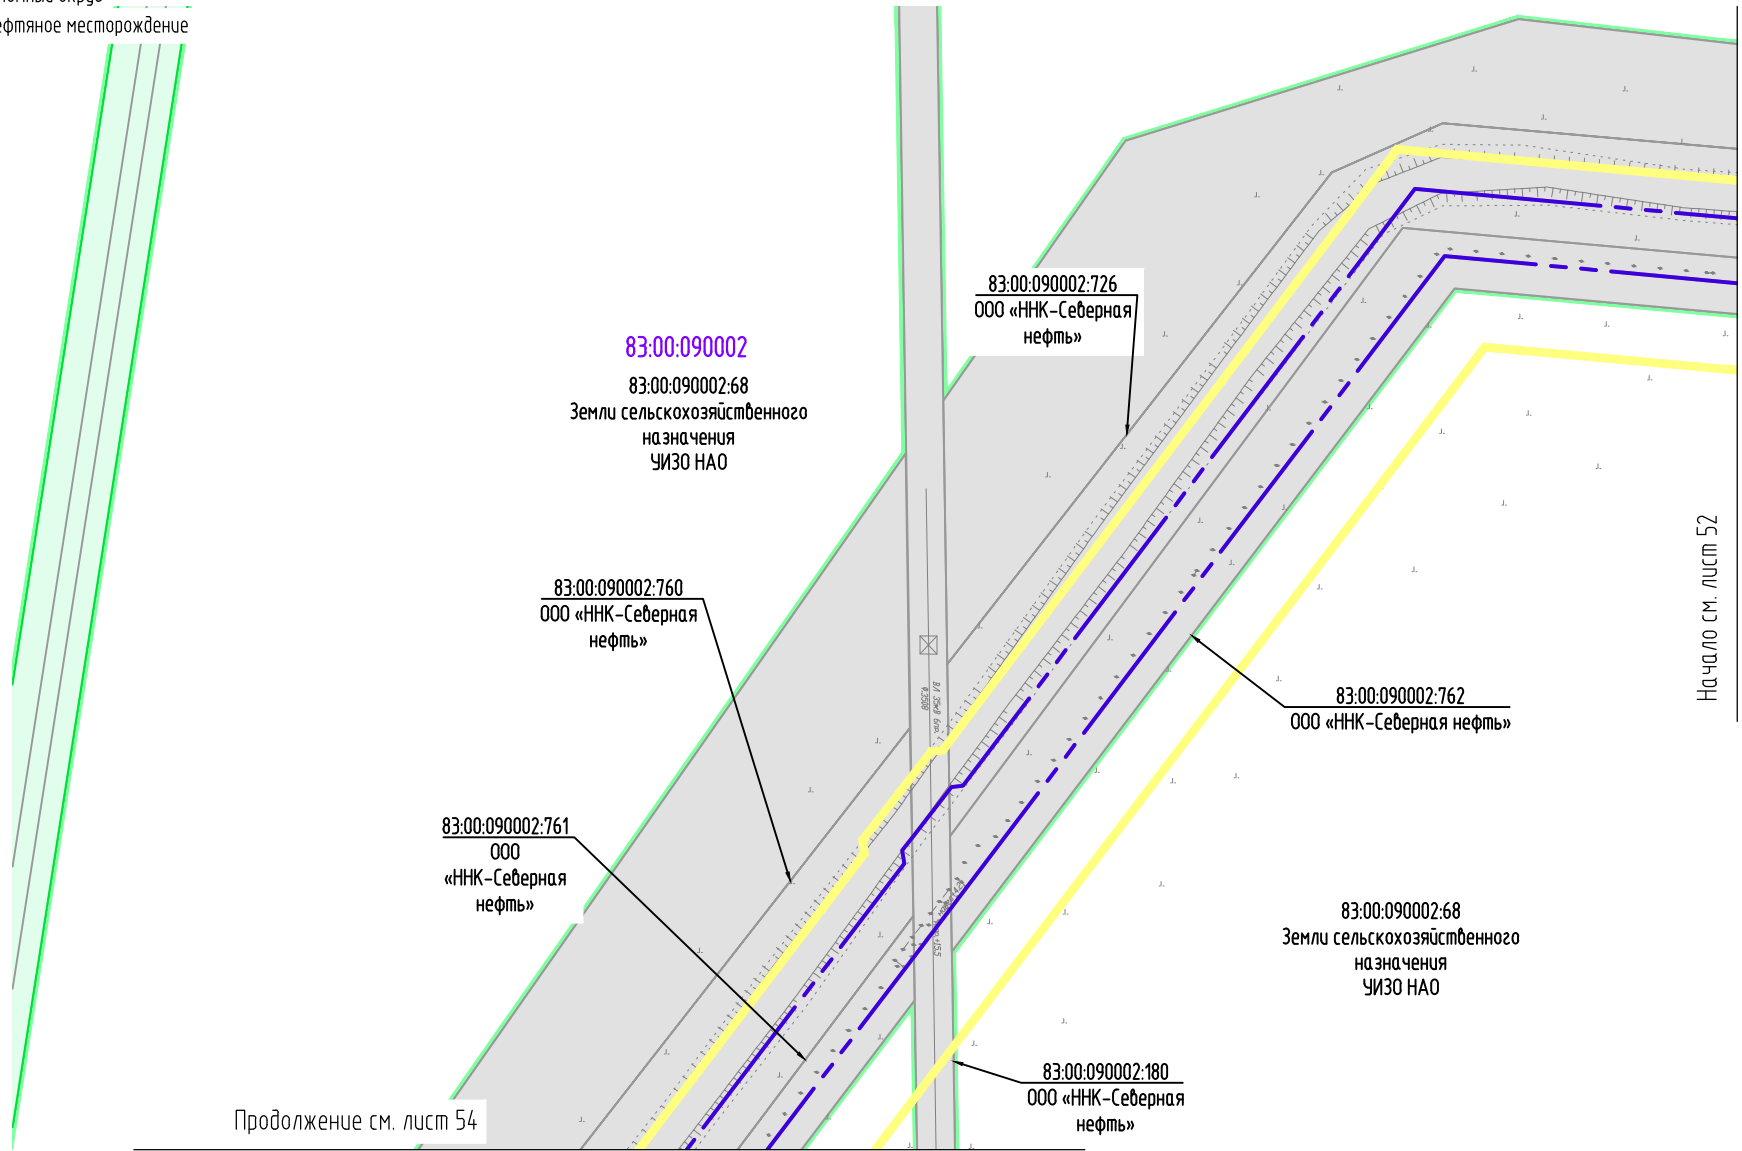 ефтяное месторождение
83:00:090002
83:00:090002:68
Земли сельскохозяйственного
назначения
УИЗО НАО
83:00:090002:726
ООО «ННК-Северная
нефть»
83:00:090002:760
ООО «ННК-Северная
нефть»
83:00:090002:761
ООО
«ННК-Северная
нефть»
83:00:090002:762
ООО «ННК-Северная нефть»
83:00:090002:68
Земли сельскохозяйственного
назначения
УИЗО НАО
83:00:090002:180
ООО «ННК-Северная
нефть»
ВЛ 35кВ 6пр.
Начало см. лист 52
Продолжение см. лист 54